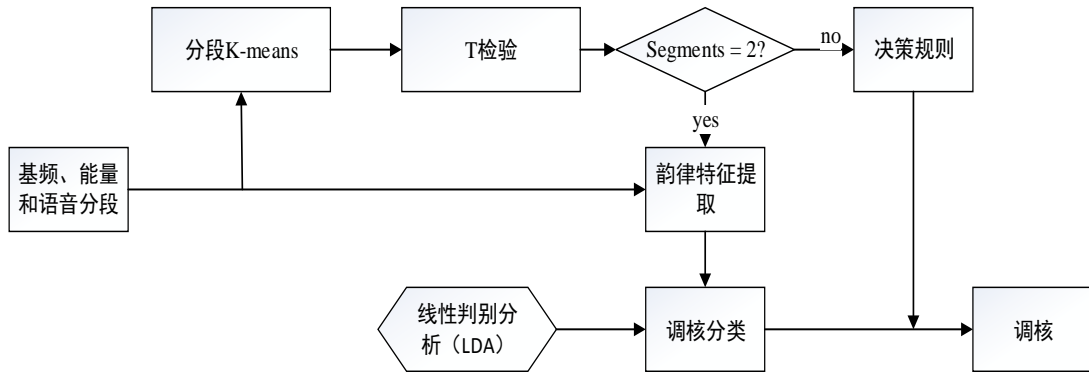 分段K-means
T检验
Segments = 2?
no
决策规则
yes
基频、能量
和语音分段
韵律特征提
取
线性判别分
析（LDA）
调核分类
调核